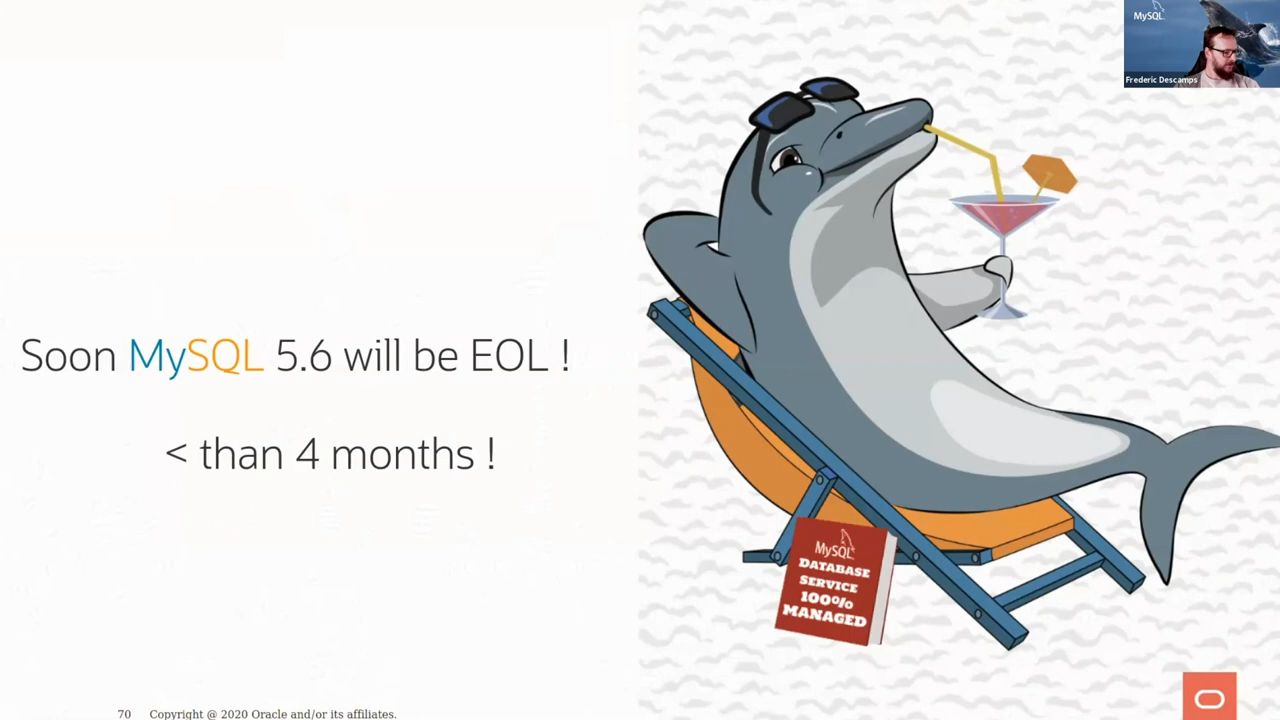 MySQL
Frederic Descamps
Soon MySQL 5.6 will be EOL !
< than 4 months !
MySQL
DATABASE
SERVICE
100%
MANAGED
70 Copyright @ 2020 Oracle and/or its affiliates.